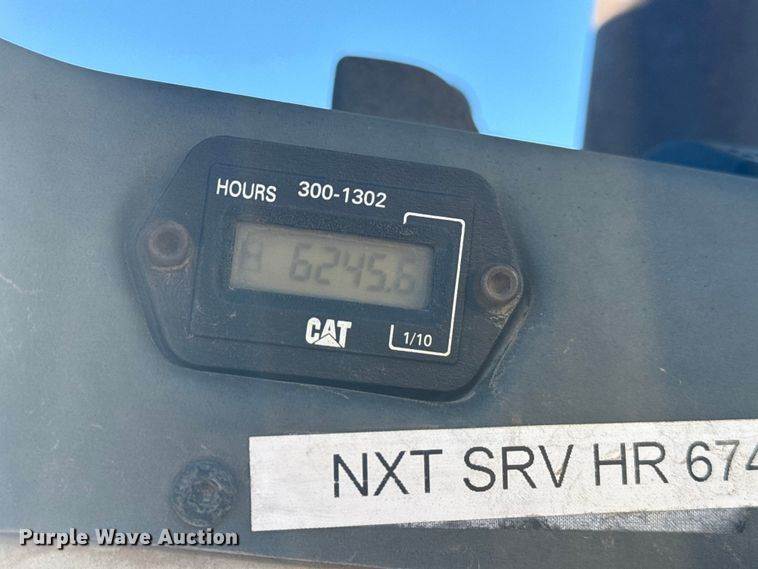 HOURS 300-1302
6245.6
CAT
1/10
NXT SRV HR 674
Purple Wave Auction